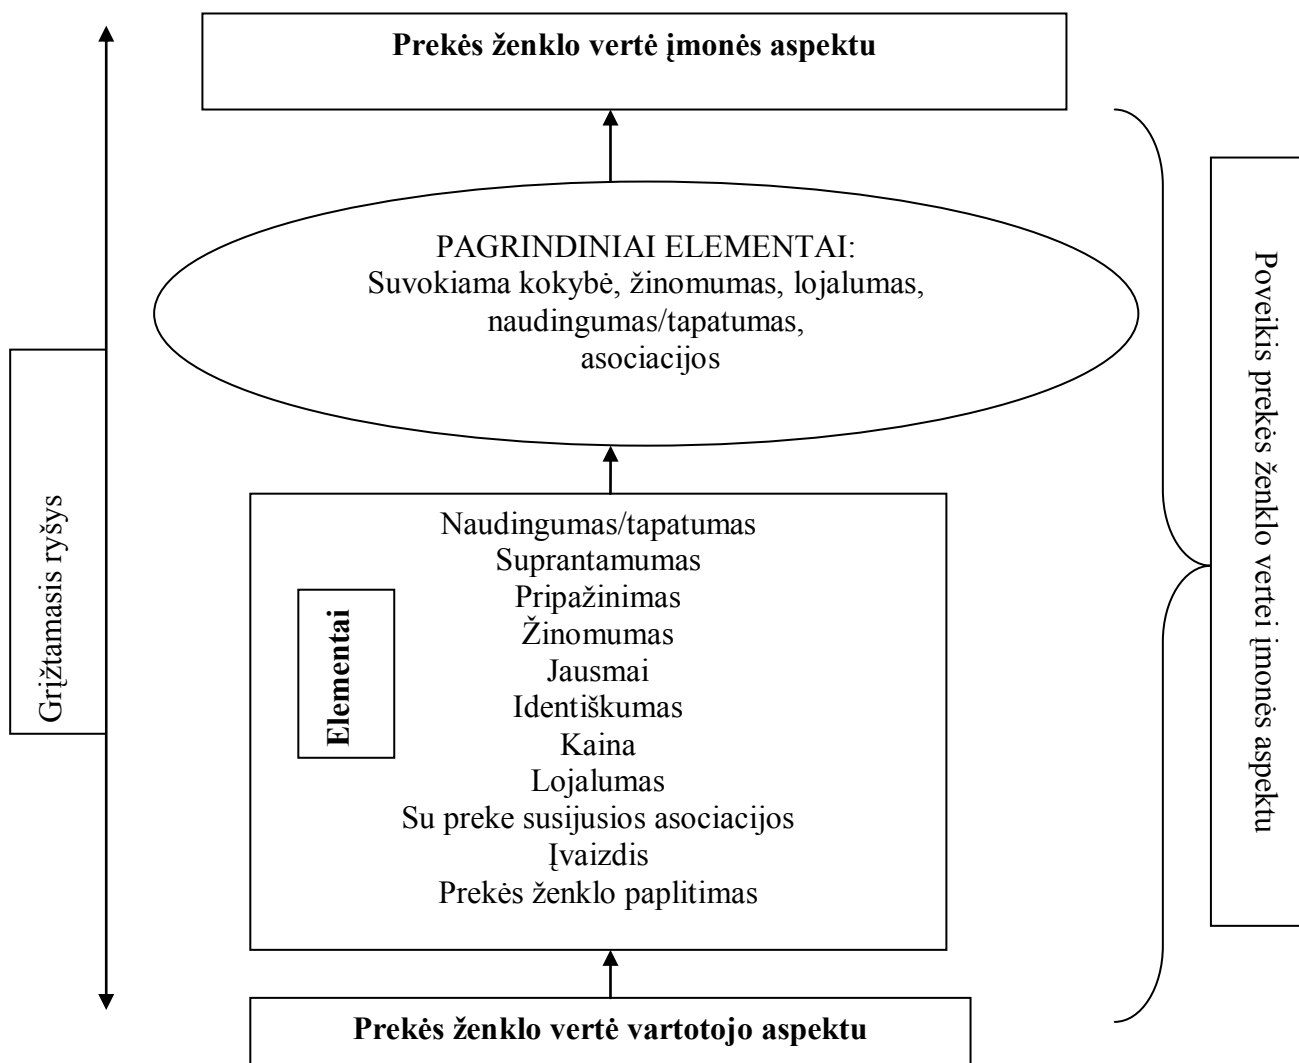 Prekės ženklo vertė įmonės aspektu
PAGRINDINIAI ELEMENTAI:
Suvokiama kokybė, žinomumas, lojalumas,
naudingumas/tapatumas,
asociacijos
Grįžtamasis ryšys
Poveikis prekės ženklo vertei įmonės aspektu
Elementai
Naudingumas/tapatumas
Suprantamumas
Pripažinimas
Žinomumas
Jausmai
Identiškumas
Kaina
Lojalumas
Su preke susijusios asociacijos
Įvaizdis
Prekės ženklo paplitimas
Prekės ženklo vertė vartotojo aspektu